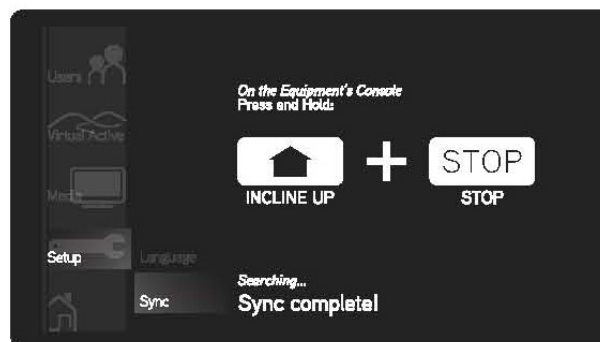 Users
Virtual Active
Media
Setup
Language
Sync
On the Equipment's Console
Press and Hold:
STOP
INCLINE UP
STOP
Searching...
Sync complete!